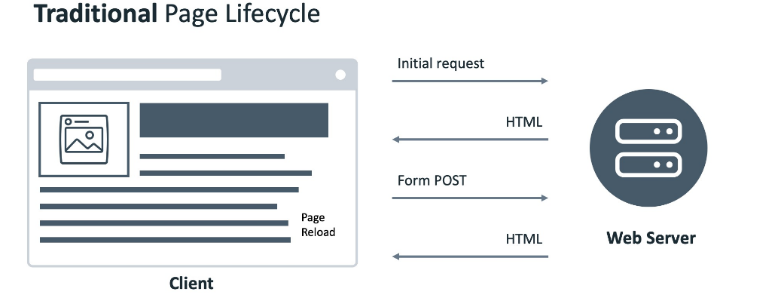 Traditional Page Lifecycle
Initial request
HTML
Form POST
HTML
Page
Reload
Client
Web Server